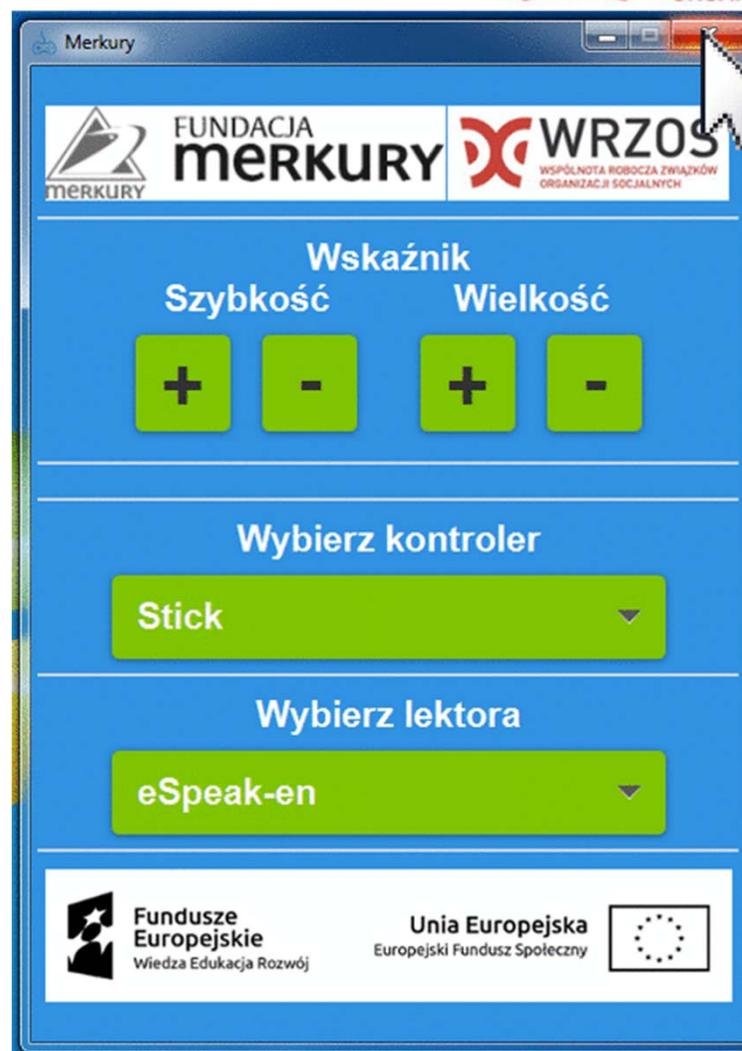 Merkury
FUNDACJA
merkury
MERKURY
WRZOS
WSPÓLNOTA ROBOCZA ZWIĄZKÓW
ORGANIZACJI SOCJALNYCH
Wskaźnik
Szybkość Wielkość
+ - + -
Wybierz kontroler
Stick
Wybierz lektora
eSpeak-en
Fundusze
Europejskie
Wiedza Edukacja Rozwój
Unia Europejska
Europejski Fundusz Społeczny